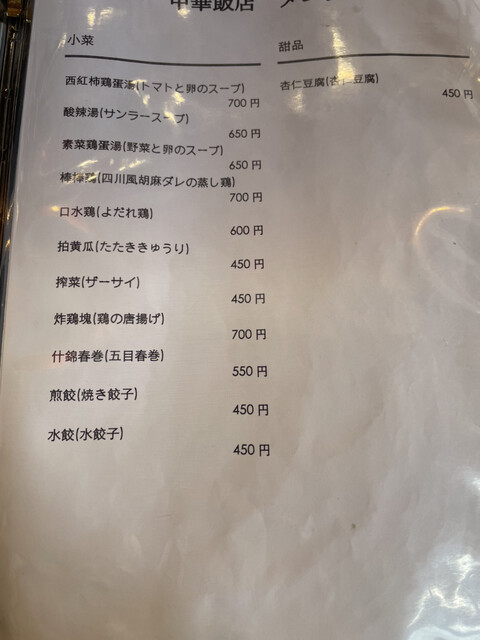 中華飯店
小菜
西紅柿鶏蛋湯(トマトと卵のスープ)
700 円
酸辣湯(サンラースープ)
650 円
素菜鶏蛋湯(野菜と卵のスープ)
650 円
棒棒鶏(四川風胡麻ダレの蒸し鶏)
700 円
口水鶏(よだれ鶏)
600 円
拍黄瓜(たたききゅうり)
450 円
搾菜(ザーサイ)
450 円
炸鶏塊(鶏の唐揚げ)
700 円
什錦春巻(五目春巻)
550 円
煎餃(焼き餃子)
450 円
水餃(水餃子)
450 円
甜品
杏仁豆腐(杏仁豆腐)
450 円